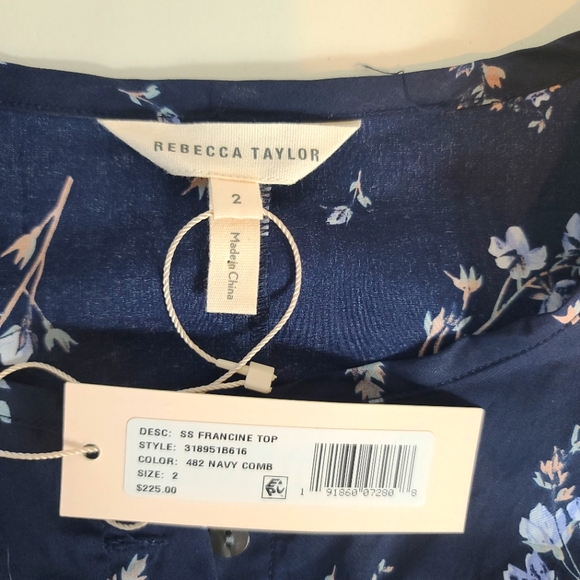 REBECCA TAYLOR
2
Made in China
DESC: SS FRANCINE TOP
STYLE: 318951B616
COLOR: 482 NAVY COMB
SIZE: 2
$225.00
1 91860 07280 8